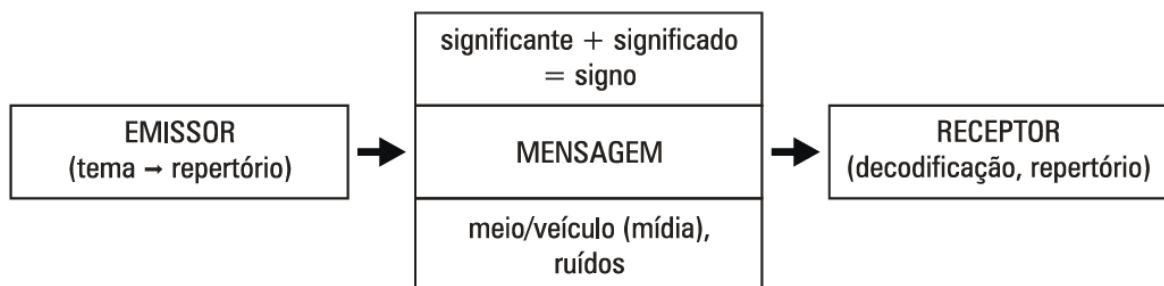 EMISSOR
(tema → repertório)
significante + significado
= signo
MENSAGEM
meio/veículo (mídia),
ruídos
RECEPTOR
(decodificação, repertório)